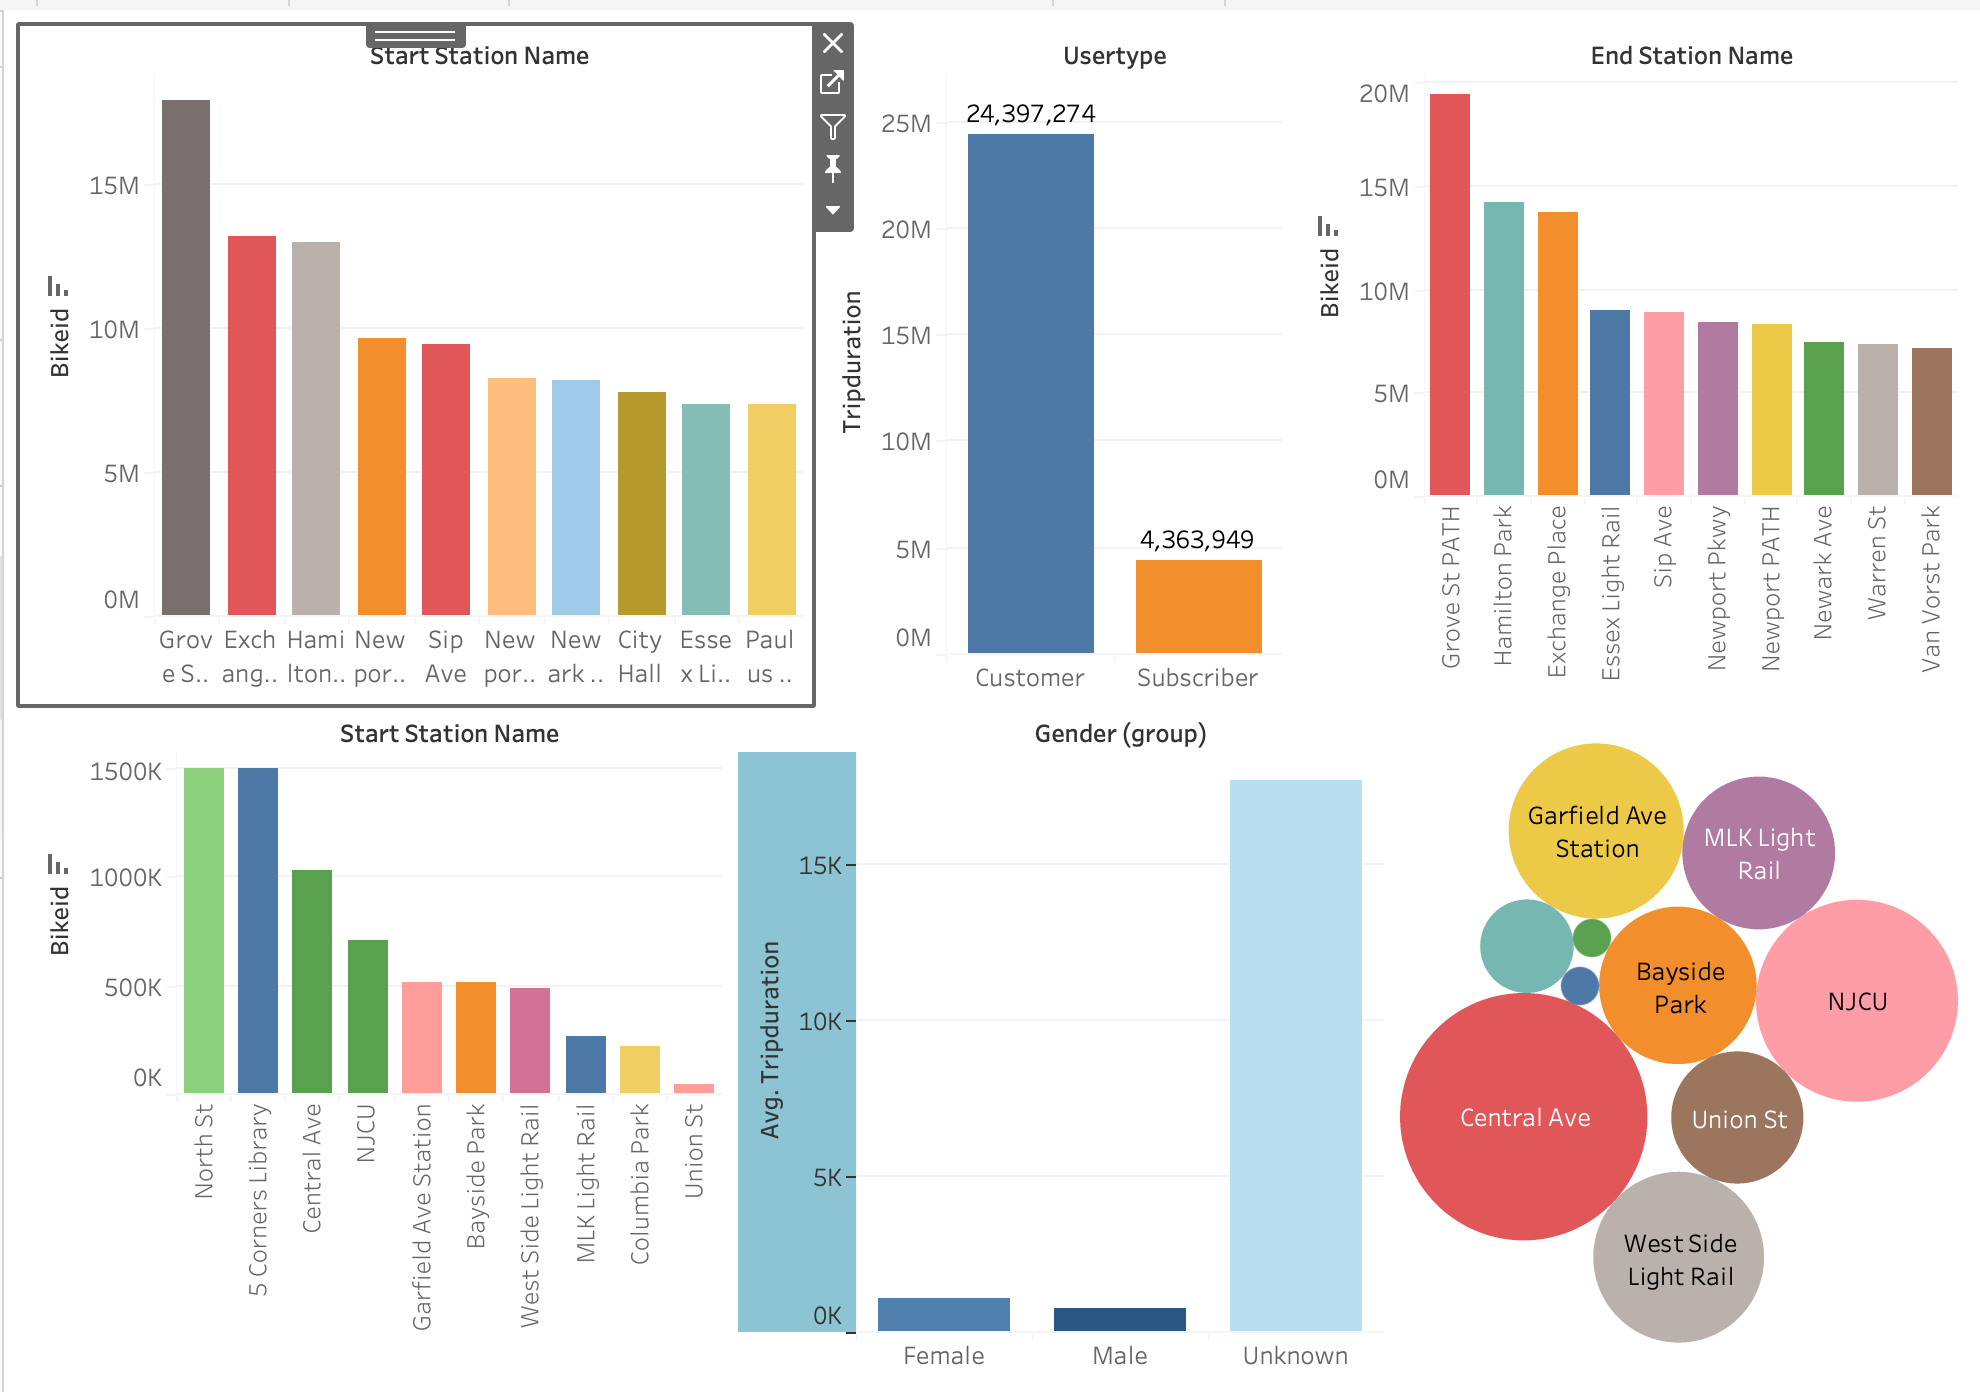 Start Station Name
Bikeid
15M
10M
5M
0M
Grov
e S..
Exch
ang..
Hami
lton..
New
por..
Sip
Ave
New
por..
New
ark ..
City
Hall
Esse
x Li..
Paul
us ..
Usertype
Tripduration
25M
20M
15M
10M
5M
0M
24,397,274
4,363,949
Customer
Subscriber
End Station Name
Bikeid
20M
15M
10M
5M
0M
Grove St PATH
Hamilton Park
Exchange Place
Essex Light Rail
Sip Ave
Newport Pkwy
Newport PATH
Newark Ave
Warren St
Van Vorst Park
Start Station Name
Bikeid
1500K
1000K
500K
0K
North St
5 Corners Library
Central Ave
NJCU
Garfield Ave Station
Bayside Park
West Side Light Rail
MLK Light Rail
Columbia Park
Union St
Gender (group)
Avg. Tripduration
15K
10K
5K
0K
Female
Male
Unknown
Garfield Ave
Station
MLK Light
Rail
Bayside
Park
NJCU
Central Ave
Union St
West Side
Light Rail